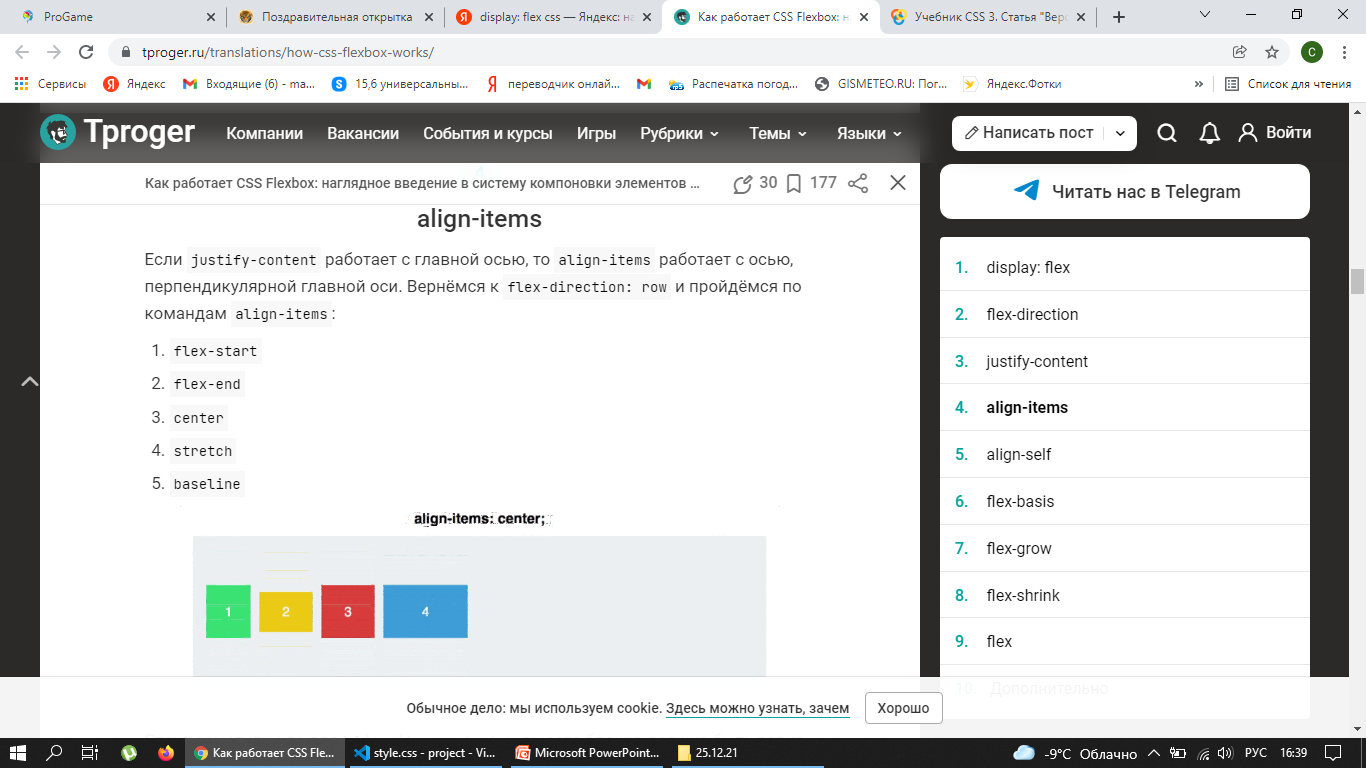 ProGame
Поздравительная открытка
display: flex css — Яндекс: на
Как работает CSS Flexbox: н
Учебник CSS 3. Статья "Верс
tproger.ru/translations/how-css-flexbox-works/
C
Сервисы
Яндекс
Входящие (6) - ma...
15,6 универсальны...
переводчик онлай...
Распечатка погод...
GISMETEO.RU: Пог...
Яндекс.Фотки
»
Список для чтения
Tproger
Компании
Вакансии
События и курсы
Игры
Рубрики
Темы
Языки
Написать пост
Войти
Как работает CSS Flexbox: наглядное введение в систему компоновки элементов ...
30
177
align-items
Если justify-content работает с главной осью, то align-items работает с осью,
перпендикулярной главной оси. Вернёмся к flex-direction: row и пройдёмся по
командам align-items:
1. flex-start
2. flex-end
3. center
4. stretch
5. baseline
align-items: center;
1
2
3
4
Читать нас в Telegram
1. display: flex
2. flex-direction
3. justify-content
4. align-items
5. align-self
6. flex-basis
7. flex-grow
8. flex-shrink
9. flex
10. Дополнительно
Обычное дело: мы используем cookie. Здесь можно узнать, зачем
Хорошо
Как работает CSS Fle...
style.css - project - Vi...
Microsoft PowerPoint...
25.12.21
-9°C Облачно
РУС
16:39